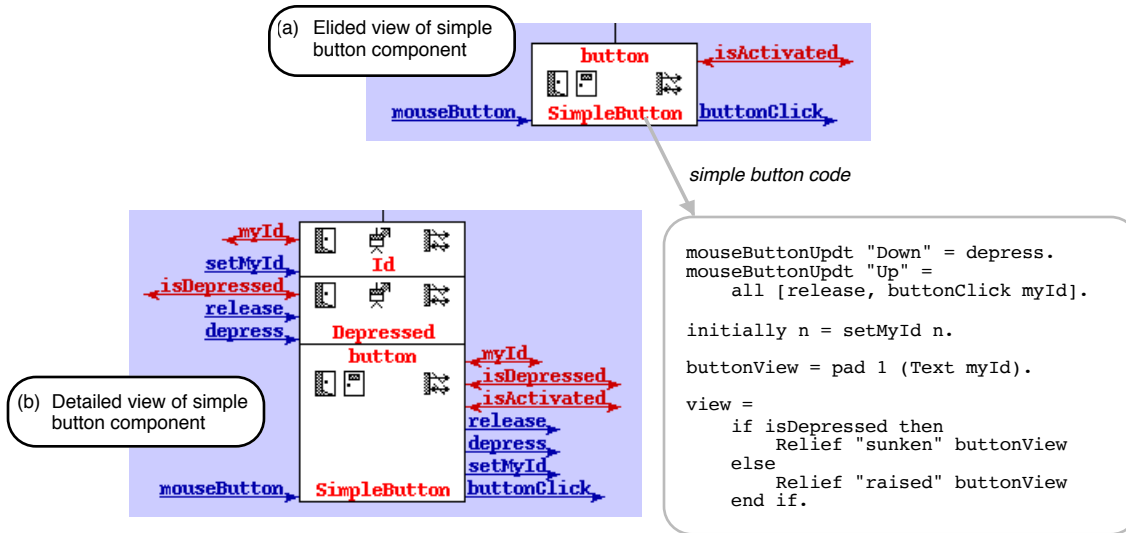 (a) Elided view of simple
button component
button
isActivated
mouseButton
SimpleButton
buttonClick
simple button code
myId
setMyId
Id
isDepressed
release
depress
Depressed
button
myId
isDepressed
isActivated
release
depress
setMyId
mouseButton
SimpleButton
buttonClick
(b) Detailed view of simple
button component
mouseButtonUpdt "Down" = depress.
mouseButtonUpdt "Up" =
    all [release, buttonClick myId].
initially n = setMyId n.
buttonView = pad 1 (Text myId).
view =
    if isDepressed then
        Relief "sunken" buttonView
    else
        Relief "raised" buttonView
    end if.